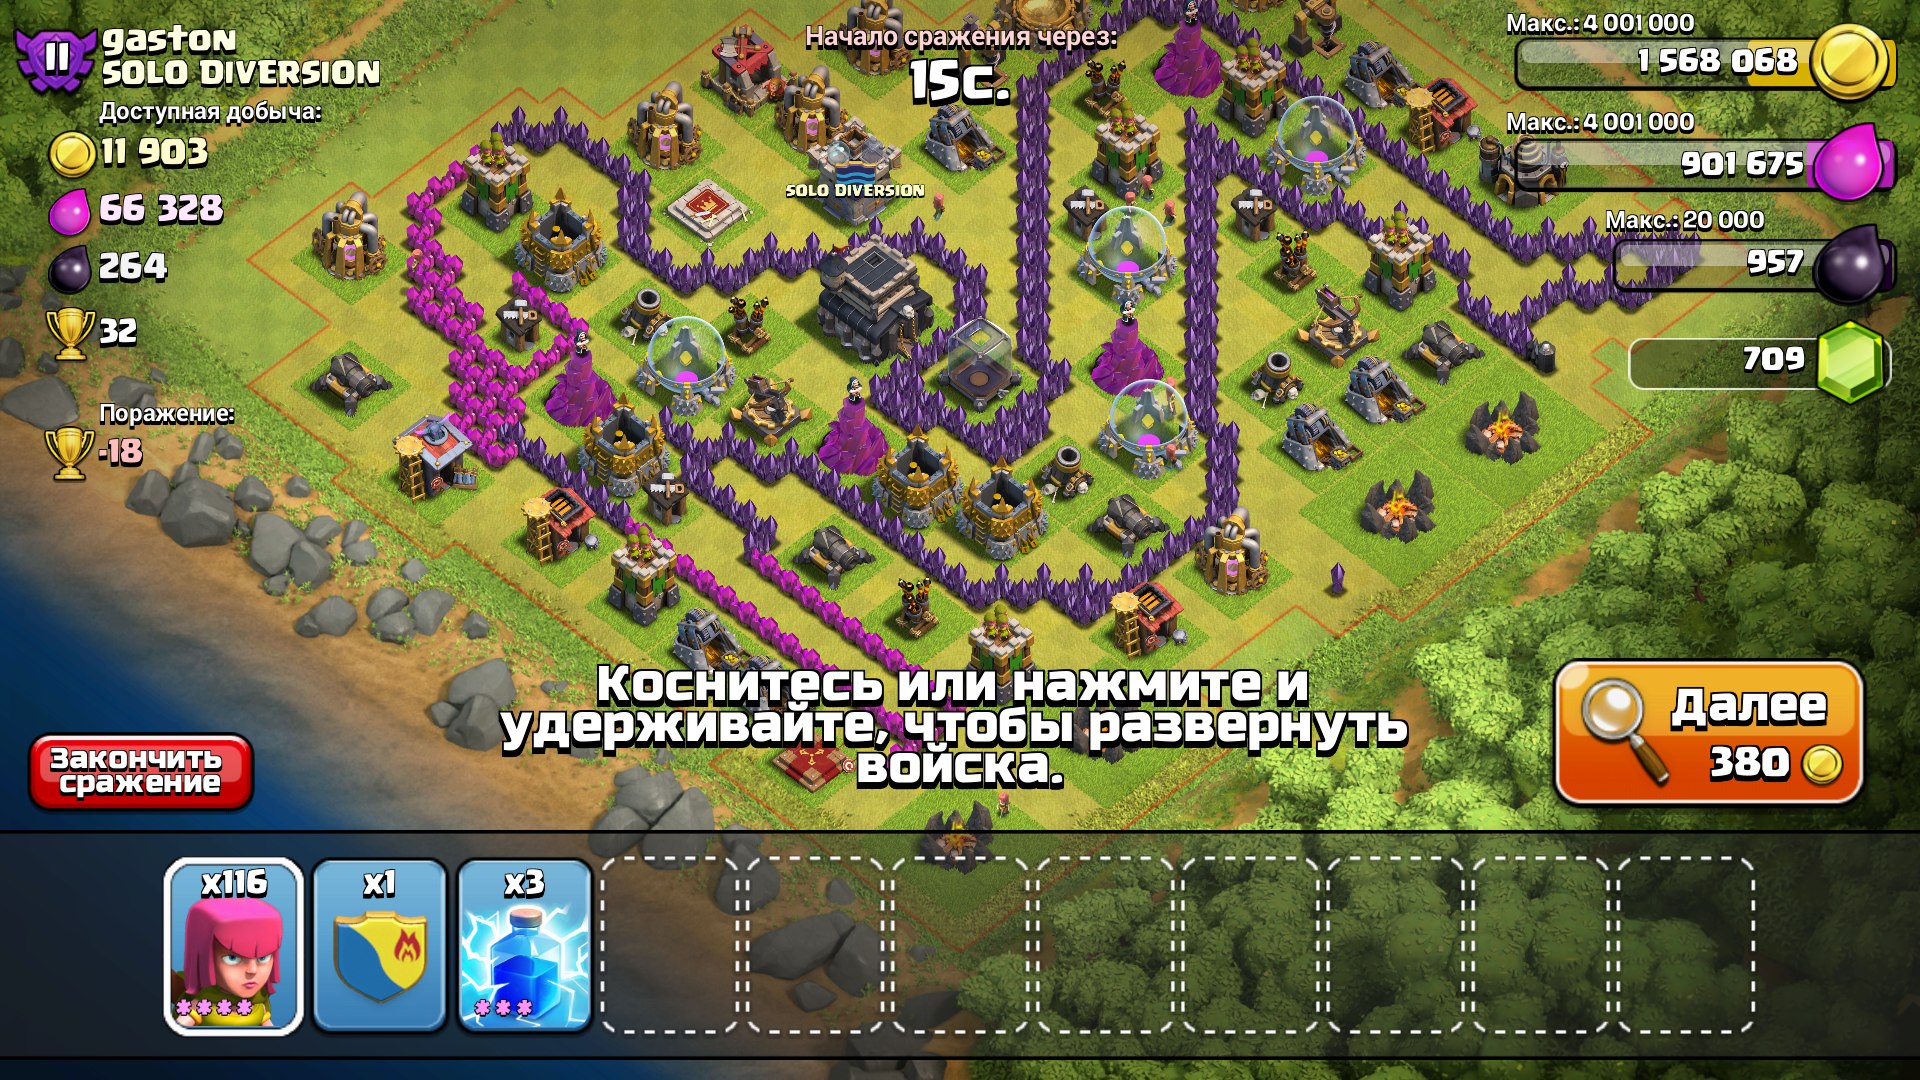 11
gaston
SOLO DIVERSION
Доступная добыча:
11 903
66 328
264
32
Поражение:
-18
Начало сражения через:
15с.
SOLO DIVERSION
Макс.: 4 001 000
1 568 068
Макс.: 4 001 000
901 675
Макс.: 20 000
957
709
Коснитесь или нажмите и
удерживайте, чтобы развернуть
войска.
Закончить
сражение
Далее
380
x116
x1
x3